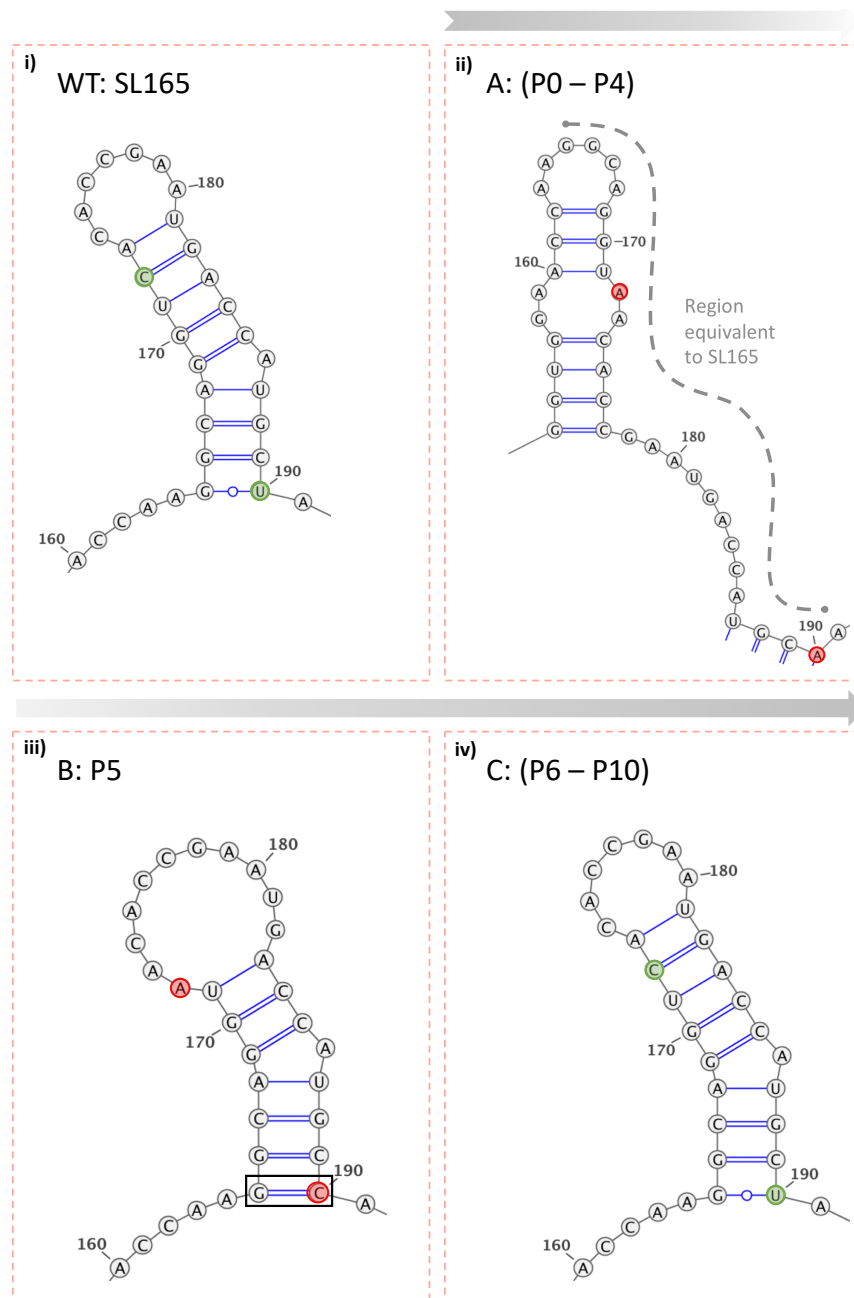 i)
WT: SL165
A C C A A G G C A G G U C A C A C C G A A U G A C C A U G C U A
160
170
180
190
ii)
A: (P0 – P4)
G G U G G A A C C A A G G C A G G U A A C A C C G A A U G A C C A U G C A A
160
170
180
190
Region
equivalent
to SL165
iii)
B: P5
A C C A A G G C A G G U A A C A C C G A A U G A C C A U G C C A
160
170
180
190
iv)
C: (P6 – P10)
A C C A A G G C A G G U C A C A C C G A A U G A C C A U G C U A
160
170
180
190